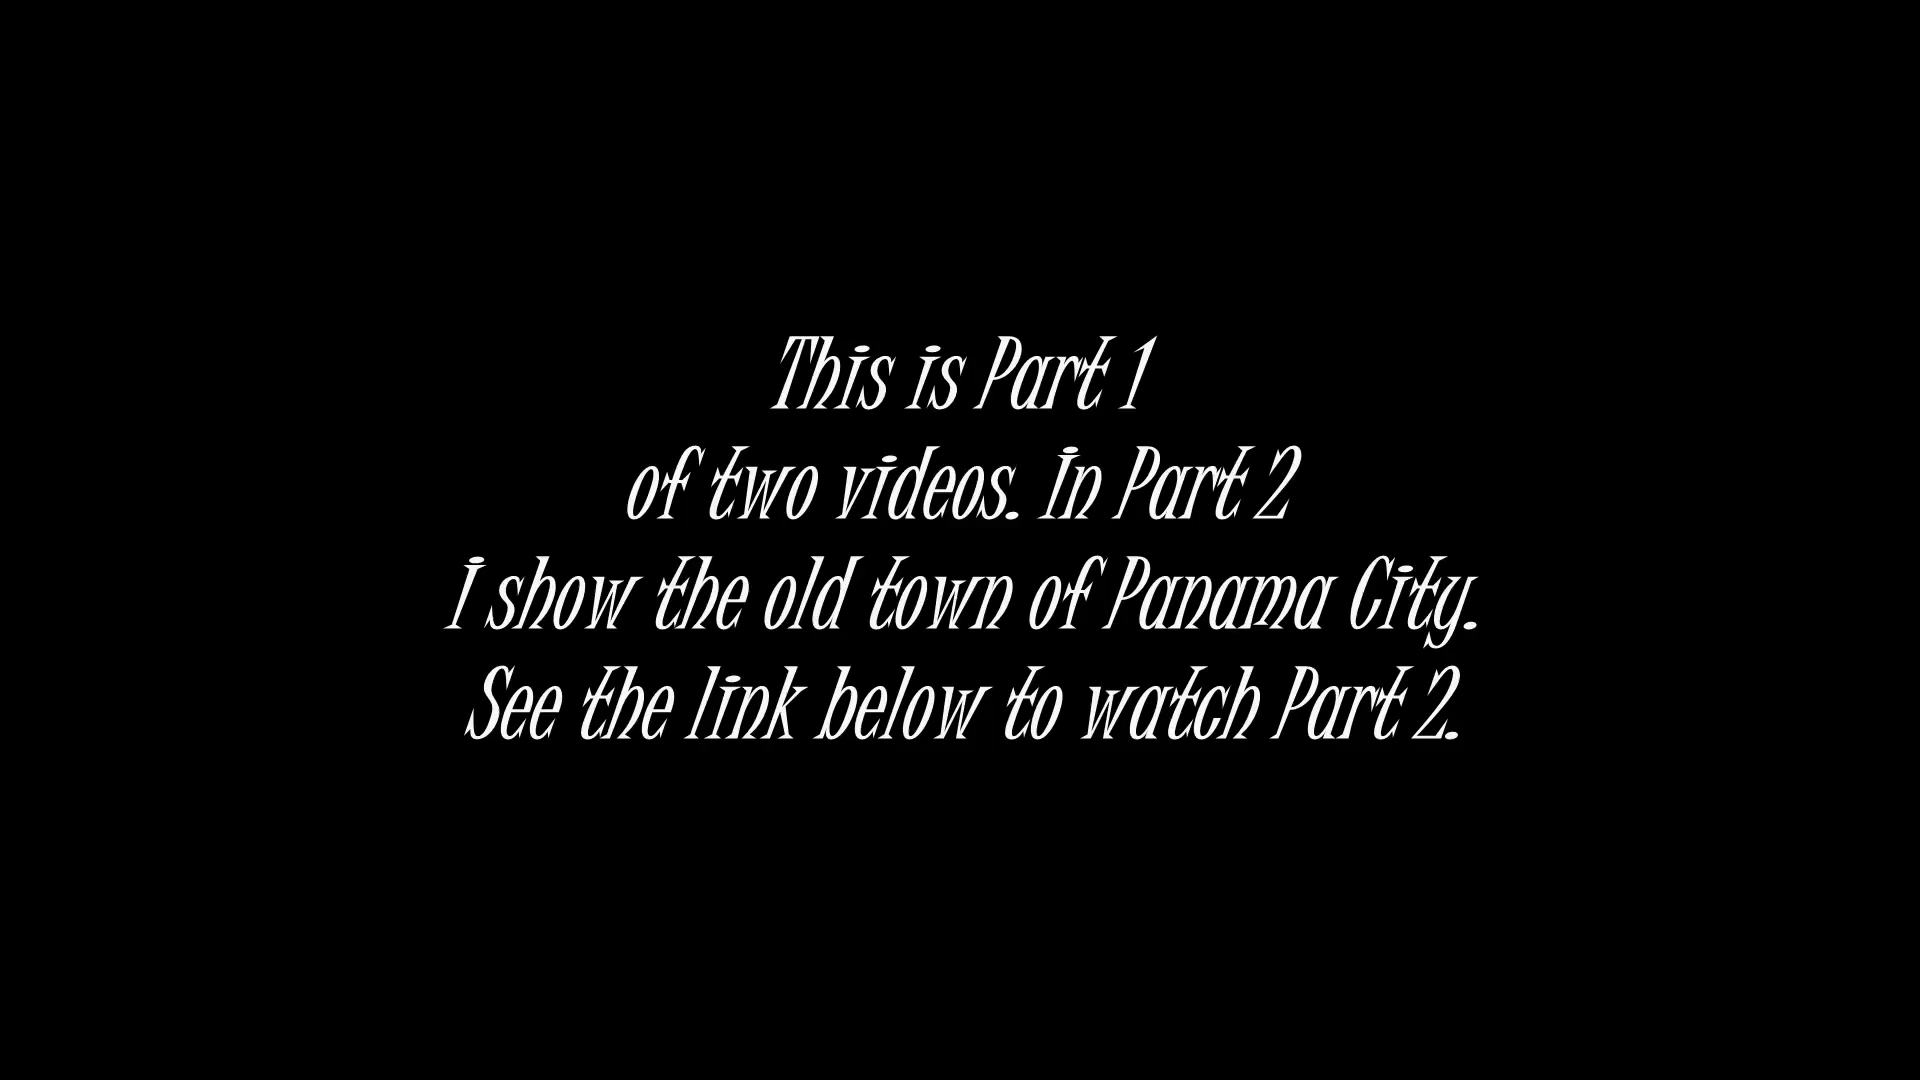 This is Part 1
of two videos. In Part 2
I show the old town of Panama City.
See the link below to watch Part 2.